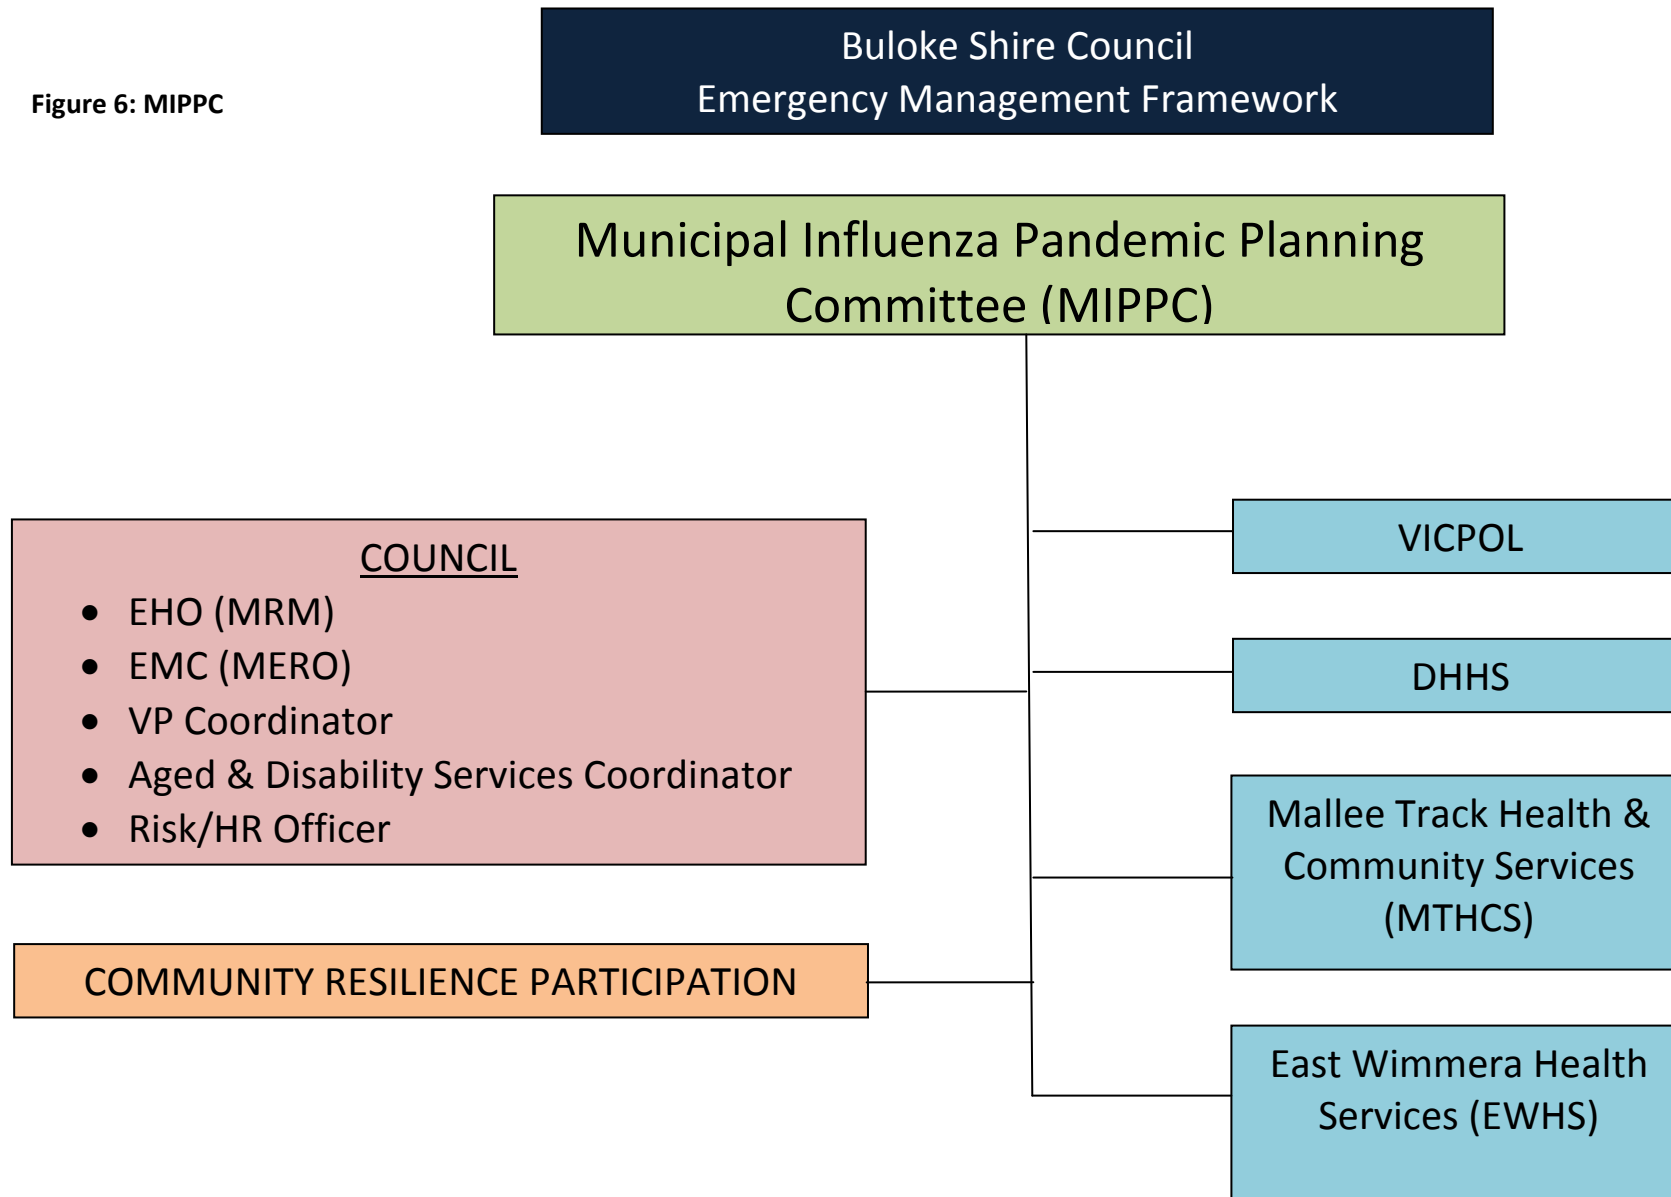 Buloke Shire Council
Emergency Management Framework
Figure 6: MIPPC
Municipal Influenza Pandemic Planning
Committee (MIPPC)
COUNCIL
• EHO (MRM)
• EMC (MERO)
• VP Coordinator
• Aged & Disability Services Coordinator
• Risk/HR Officer
COMMUNITY RESILIENCE PARTICIPATION
VICPOL
DHHS
Mallee Track Health &
Community Services
(MTHCS)
East Wimmera Health
Services (EWHS)